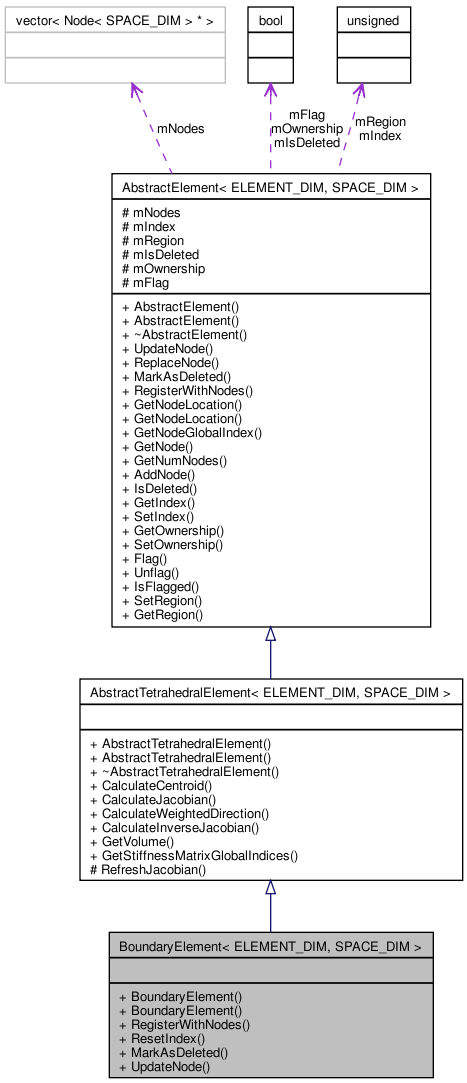 vector< Node< SPACE_DIM > * >
bool
unsigned
mNodes
mFlag
mOwnership
mIsDeleted
mRegion
mIndex
AbstractElement< ELEMENT_DIM, SPACE_DIM >
# mNodes
# mIndex
# mRegion
# mIsDeleted
# mOwnership
# mFlag
+ AbstractElement()
+ AbstractElement()
+ ~AbstractElement()
+ UpdateNode()
+ ReplaceNode()
+ MarkAsDeleted()
+ RegisterWithNodes()
+ GetNodeLocation()
+ GetNodeLocation()
+ GetNodeGlobalIndex()
+ GetNode()
+ GetNumNodes()
+ AddNode()
+ IsDeleted()
+ GetIndex()
+ SetIndex()
+ GetOwnership()
+ SetOwnership()
+ Flag()
+ Unflag()
+ IsFlagged()
+ SetRegion()
+ GetRegion()
AbstractTetrahedralElement< ELEMENT_DIM, SPACE_DIM >
+ AbstractTetrahedralElement()
+ AbstractTetrahedralElement()
+ ~AbstractTetrahedralElement()
+ CalculateCentroid()
+ CalculateJacobian()
+ CalculateWeightedDirection()
+ CalculateInverseJacobian()
+ GetVolume()
+ GetStiffnessMatrixGlobalIndices()
# RefreshJacobian()
BoundaryElement< ELEMENT_DIM, SPACE_DIM >
+ BoundaryElement()
+ BoundaryElement()
+ RegisterWithNodes()
+ ResetIndex()
+ MarkAsDeleted()
+ UpdateNode()